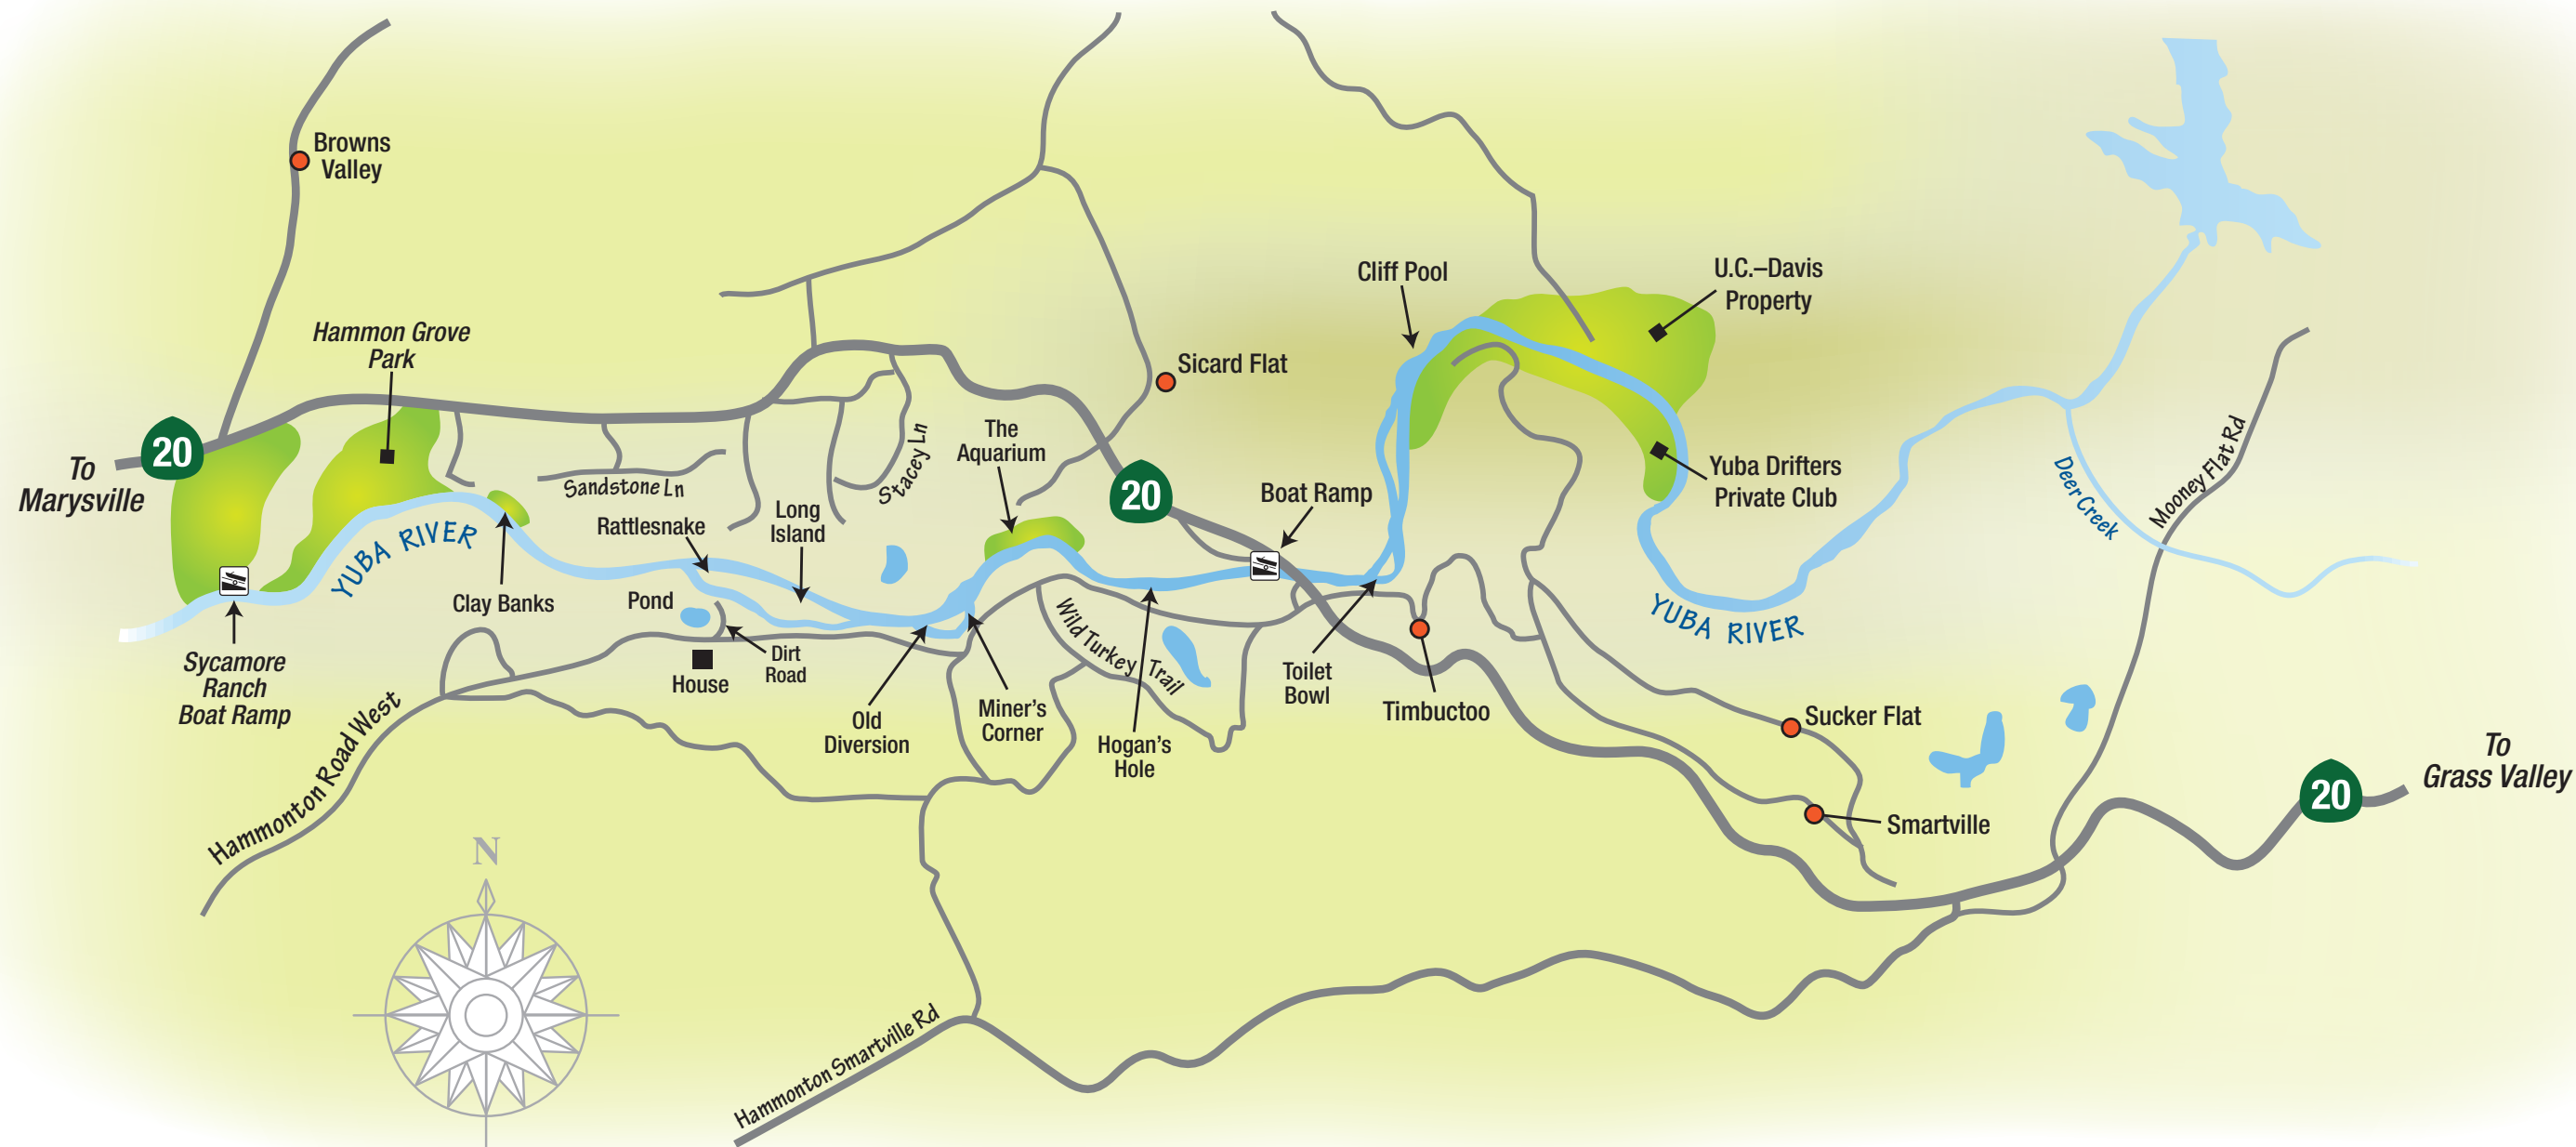 Browns
Valley
Hammon Grove
Park
20
To
Marysville
YUBA RIVER
Sycamore
Ranch
Boat Ramp
Clay Banks
Sandstone Ln
Rattlesnake
Long
Island
Stacey Ln
The
Aquarium
Sicard Flat
20
Boat Ramp
Cliff Pool
U.C.–Davis
Property
Yuba Drifters
Private Club
Deer Creek
Mooney Flat Rd
YUBA RIVER
Pond
House
Dirt
Road
Old
Diversion
Miner's
Corner
Wild Turkey Trail
Hogan's
Hole
Toilet
Bowl
Timbuctoo
Sucker Flat
Smartville
20
To
Grass Valley
Hammonton Road West
N
Hammonton Smartville Rd